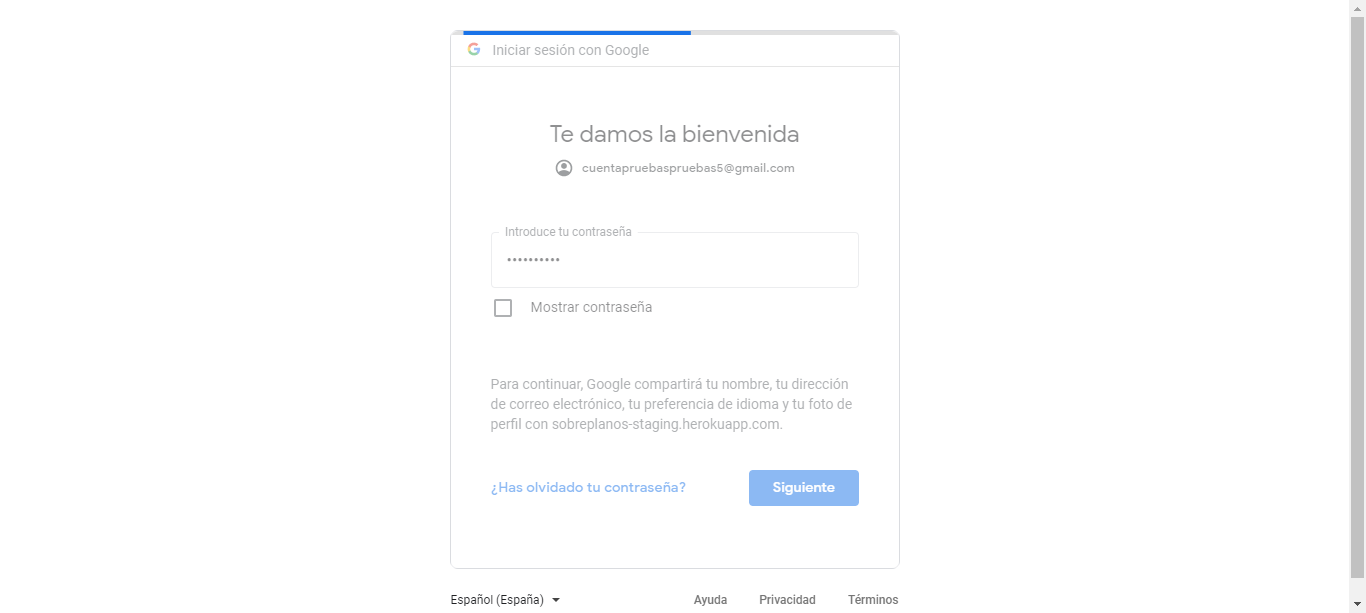 Iniciar sesión con Google
Te damos la bienvenida
cuentapruebaspruebas5@gmail.com
Introduce tu contraseña
••••••••••
Mostrar contraseña
Para continuar, Google compartirá tu nombre, tu dirección
de correo electrónico, tu preferencia de idioma y tu foto de
perfil con sobreplanos-staging.herokuapp.com.
¿Has olvidado tu contraseña? Siguiente
Español (España) Ayuda Privacidad Términos